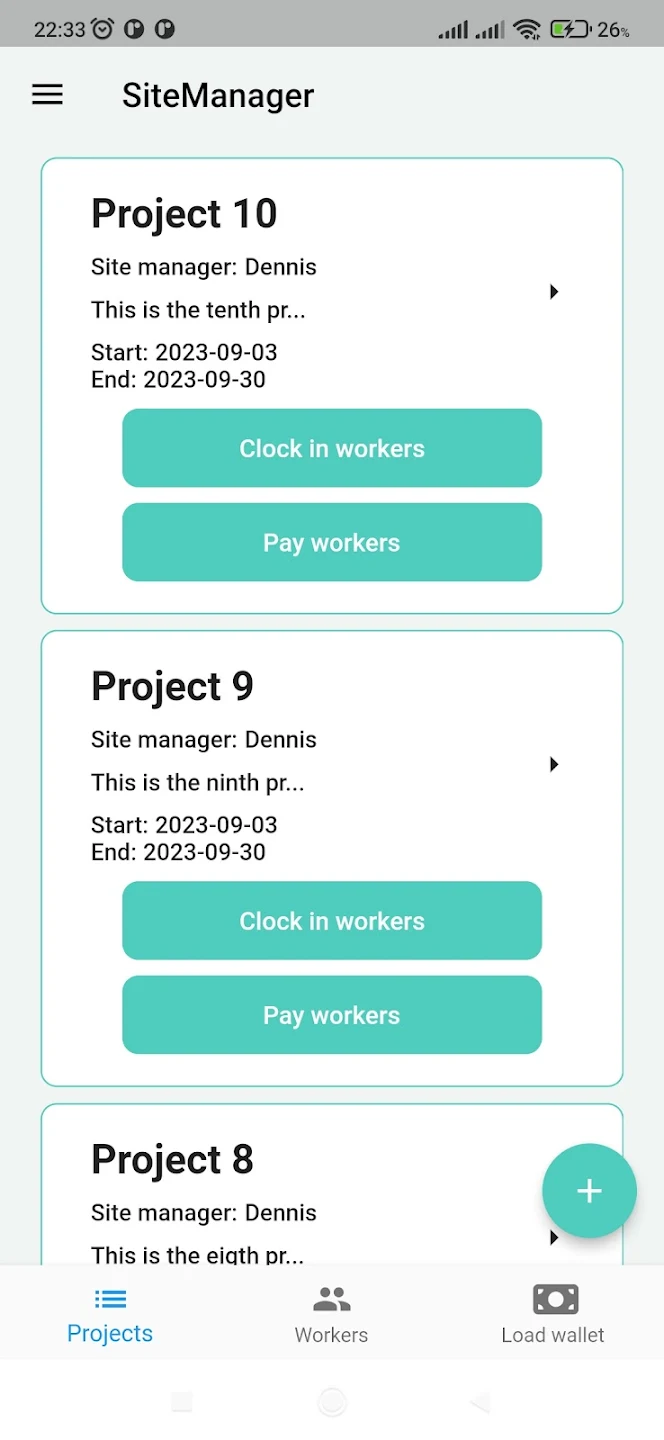 22:33 26%
SiteManager
Project 10
Site manager: Dennis
This is the tenth pr...
Start: 2023-09-03
End: 2023-09-30
Clock in workers
Pay workers
Project 9
Site manager: Dennis
This is the ninth pr...
Start: 2023-09-03
End: 2023-09-30
Clock in workers
Pay workers
Project 8
Site manager: Dennis
This is the eigth pr...
Projects Workers Load wallet